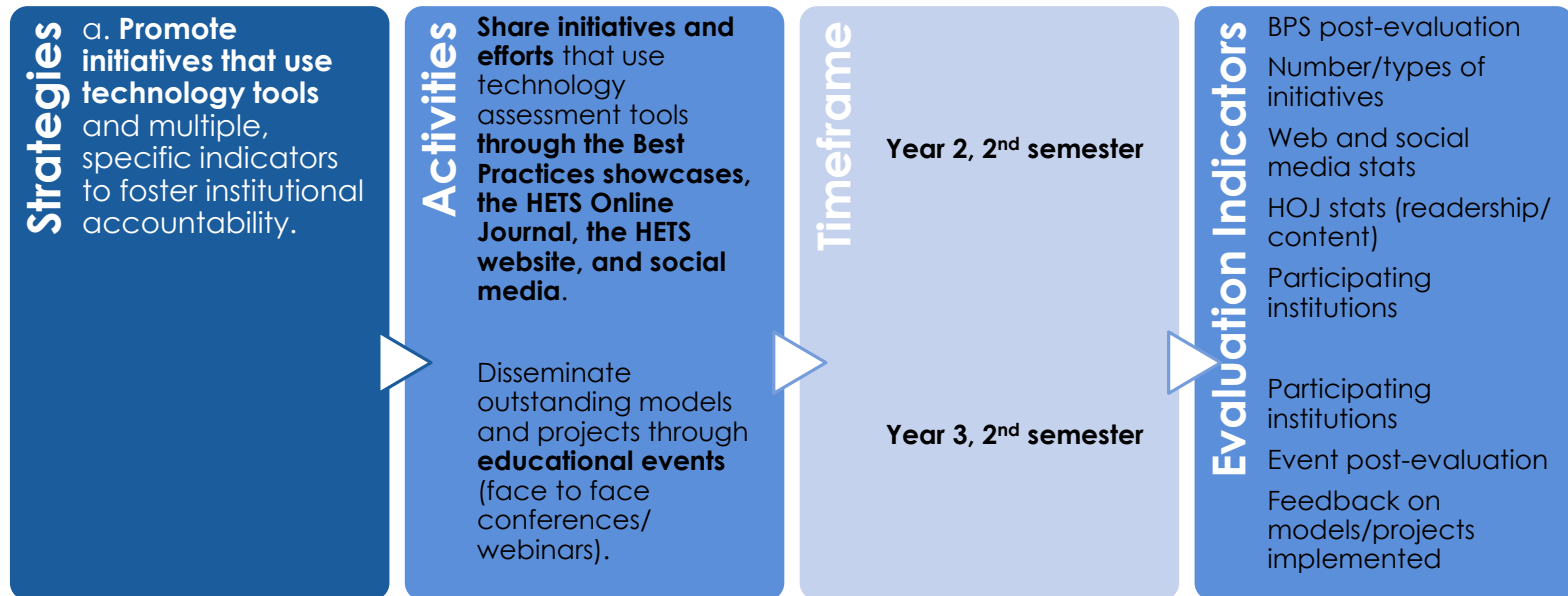 Strategies
a. Promote
initiatives that use
technology tools
and multiple,
specific indicators
to foster institutional
accountability.
Activities
Share initiatives and
efforts that use
technology
assessment tools
through the Best
Practices showcases,
the HETS Online
Journal, the HETS
website, and social
media.
Disseminate
outstanding models
and projects through
educational events
(face to face
conferences/
webinars).
Timeframe
Year 2, 2nd semester
Year 3, 2nd semester
Evaluation Indicators
BPS post-evaluation
Number/types of
initiatives
Web and social
media stats
HOJ stats (readership/
content)
Participating
institutions
Participating
institutions
Event post-evaluation
Feedback on
models/projects
implemented